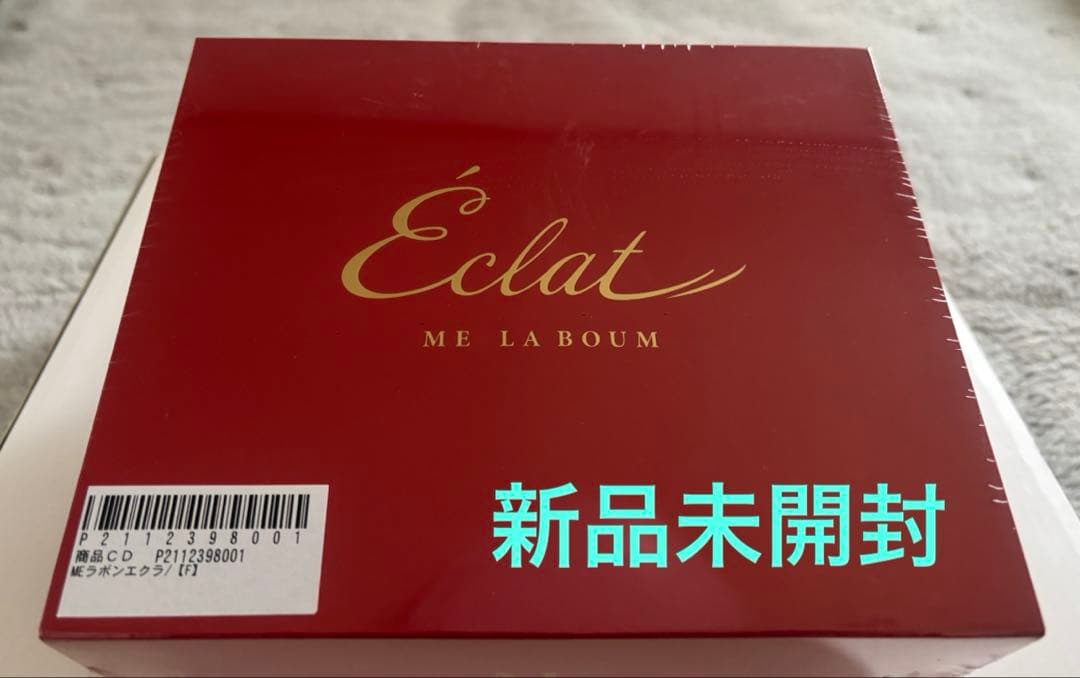 Éclat
ME LA BOUM
新品未開封
P2112398001
商品CD P2112398001
MEラボンエクラ/【F】